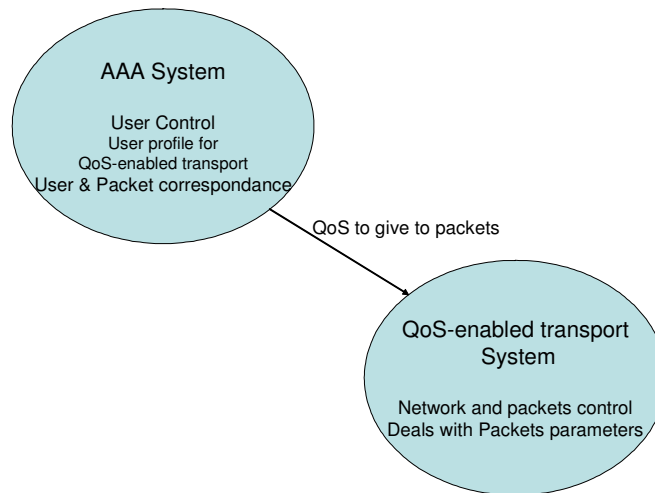 AAA System
User Control
User profile for
QoS-enabled transport
User & Packet correspondance
QoS to give to packets
QoS-enabled transport
System
Network and packets control
Deals with Packets parameters